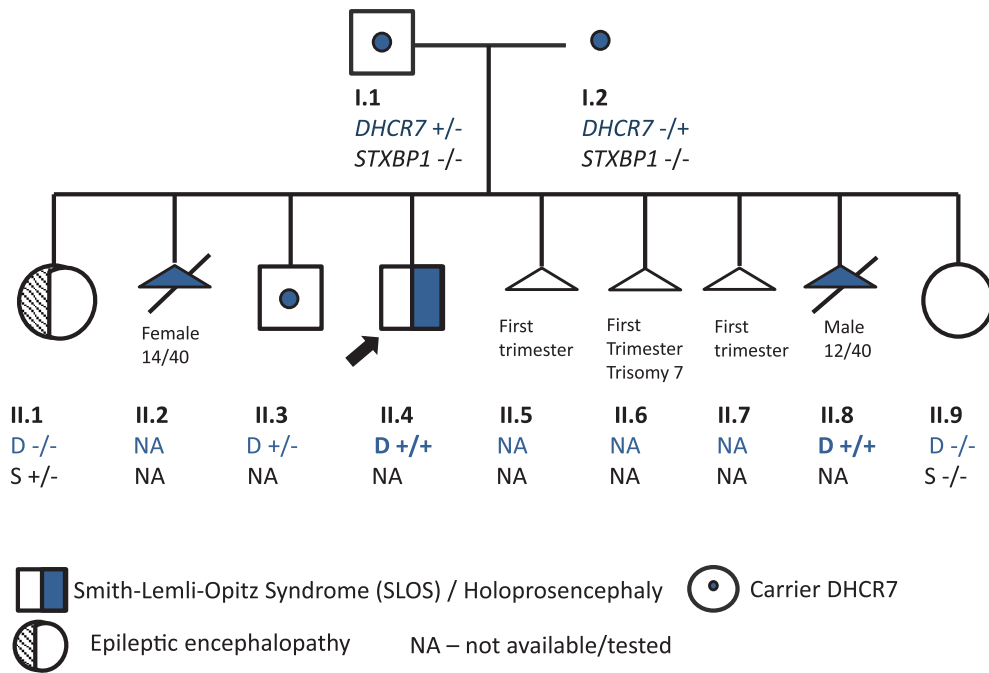 I.1
DHCR7 +/-
STXBP1 -/-
I.2
DHCR7 -/+
STXBP1 -/-
Female
14/40
First
trimester
First
Trimester
Trisomy 7
First
trimester
Male
12/40
II.1
D -/-
S +/-
II.2
NA
NA
II.3
D +/-
NA
II.4
D +/+
NA
II.5
NA
NA
II.6
NA
NA
II.7
NA
NA
II.8
D +/+
NA
II.9
D -/-
S -/-
Smith-Lemli-Opitz Syndrome (SLOS) / Holoprosencephaly
Carrier DHCR7
Epileptic encephalopathy
NA – not available/tested